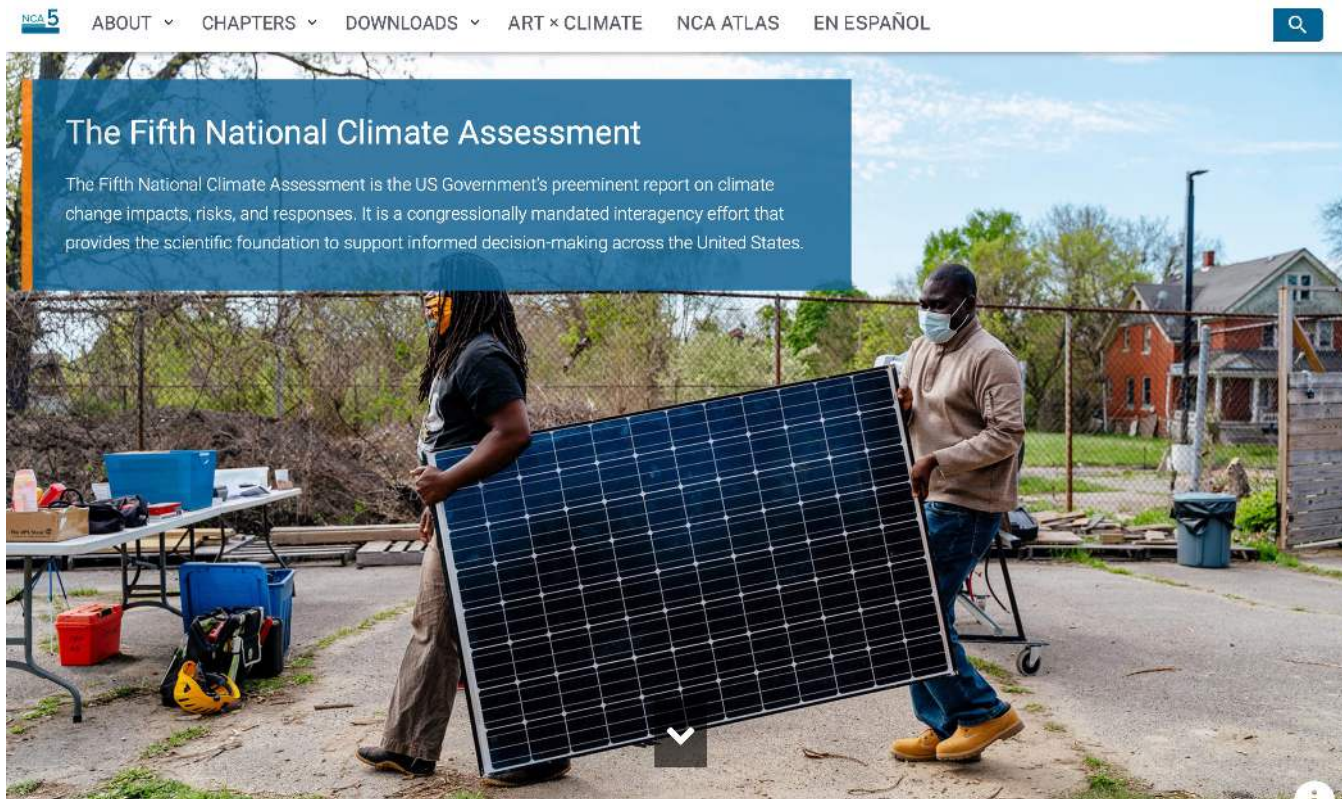 NCA 5
ABOUT
CHAPTERS
DOWNLOADS
ART × CLIMATE
NCA ATLAS
EN ESPAÑOL
The Fifth National Climate Assessment
The Fifth National Climate Assessment is the US Government's preeminent report on climate
change impacts, risks, and responses. It is a congressionally mandated interagency effort that
provides the scientific foundation to support informed decision-making across the United States.